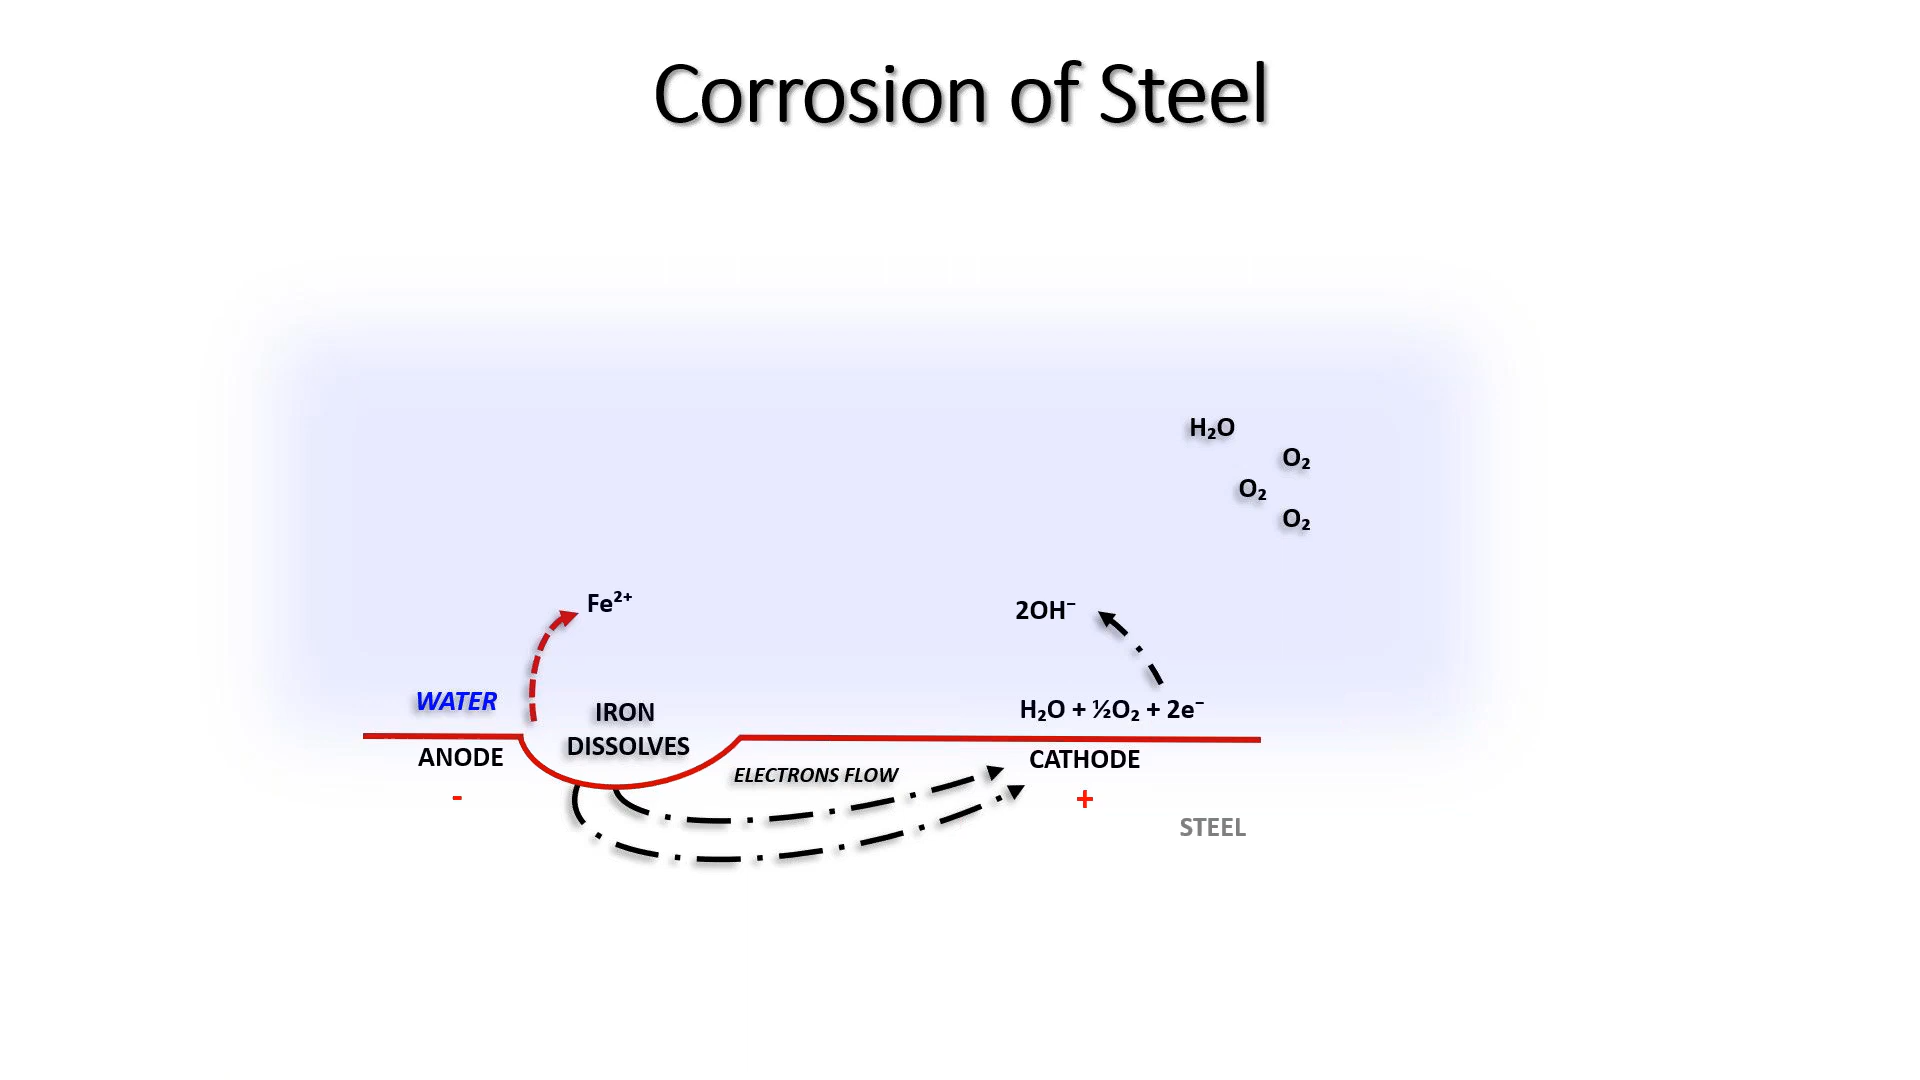 Corrosion of Steel
H₂O
O₂
O₂
O₂
Fe²⁺
2OH⁻
WATER
IRON
DISSOLVES
H₂O + ½O₂ + 2e⁻
ANODE
CATHODE
ELECTRONS FLOW
-
+
STEEL